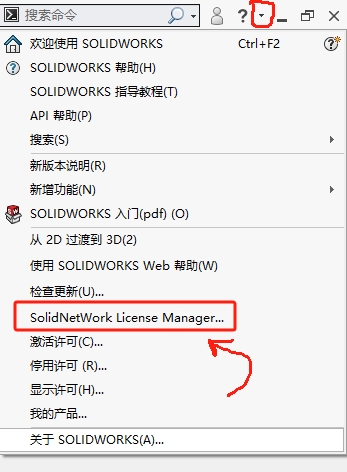 搜索命令
?
欢迎使用 SOLIDWORKS Ctrl+F2
SOLIDWORKS 帮助(H)
SOLIDWORKS 指导教程(T)
API 帮助(P)
搜索(S)
新版本说明(R)
新增功能(N)
SOLIDWORKS 入门(pdf) (O)
从 2D 过渡到 3D(2)
使用 SOLIDWORKS Web 帮助(W)
检查更新(U)...
SolidNetWork License Manager...
激活许可(C)...
停用许可 (R)...
显示许可(H)...
我的产品...
关于 SOLIDWORKS(A)...